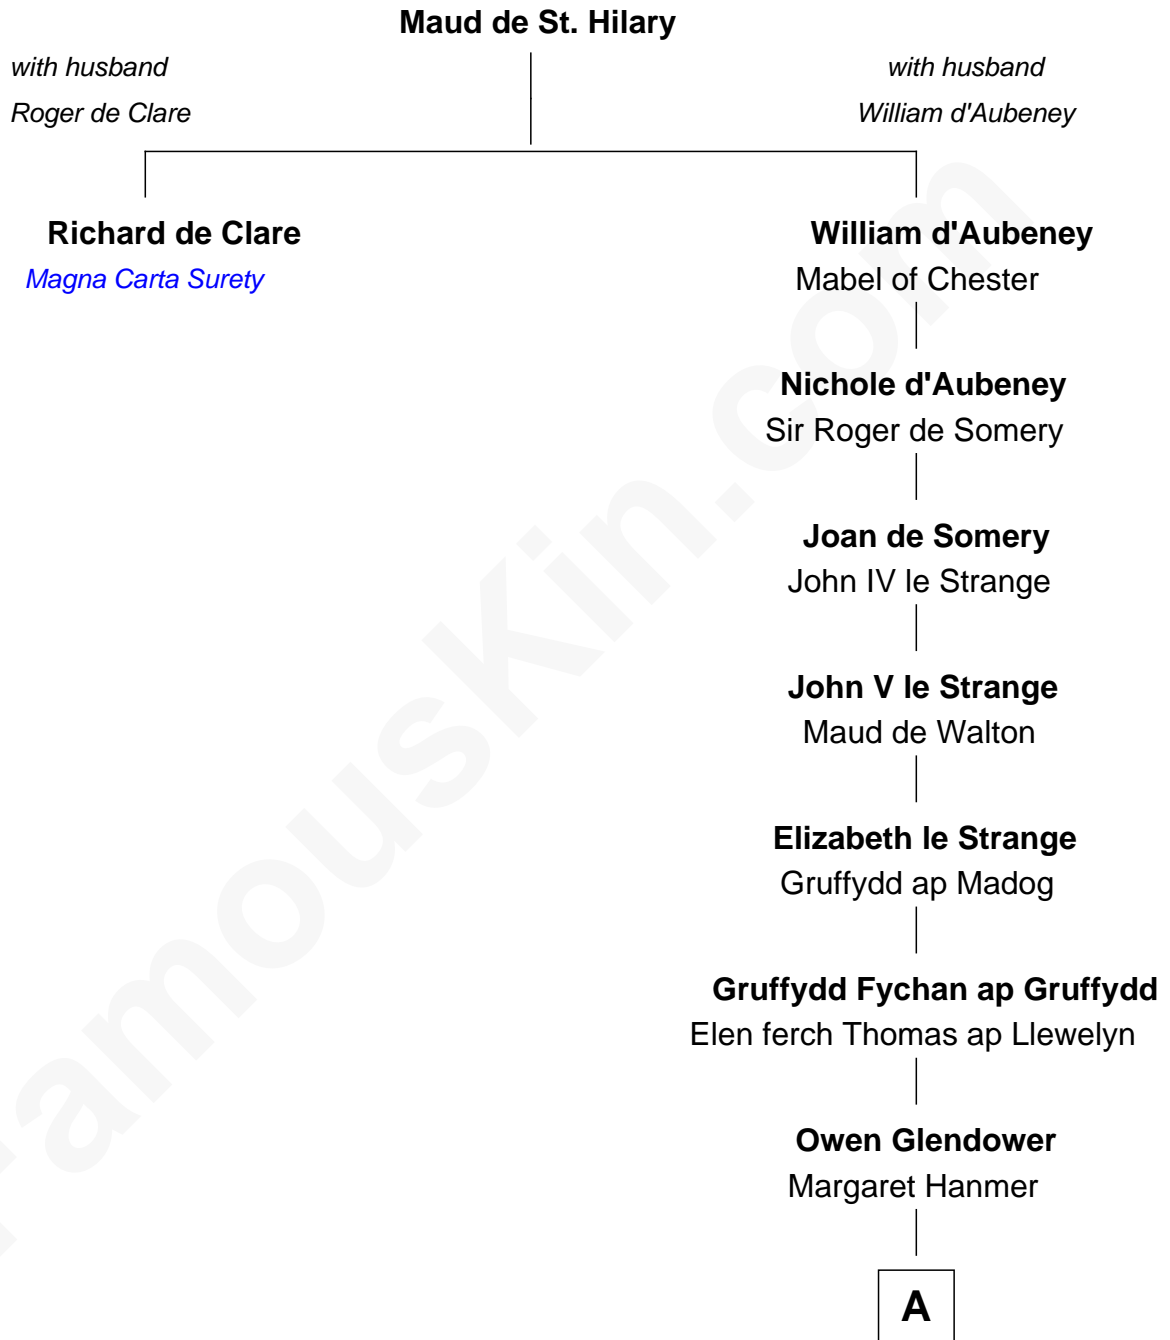 Maud de St. Hilary
with husband
Roger de Clare
with husband
William d'Aubeney
Richard de Clare
Magna Carta Surety
William d'Aubeney
Mabel of Chester
Nichole d'Aubeney
Sir Roger de Somery
Joan de Somery
John IV le Strange
John V le Strange
Maud de Walton
Elizabeth le Strange
Gruffydd ap Madog
Gruffydd Fychan ap Gruffydd
Elen ferch Thomas ap Llewelyn
Owen Glendower
Margaret Hanmer
A
FamousKin.com